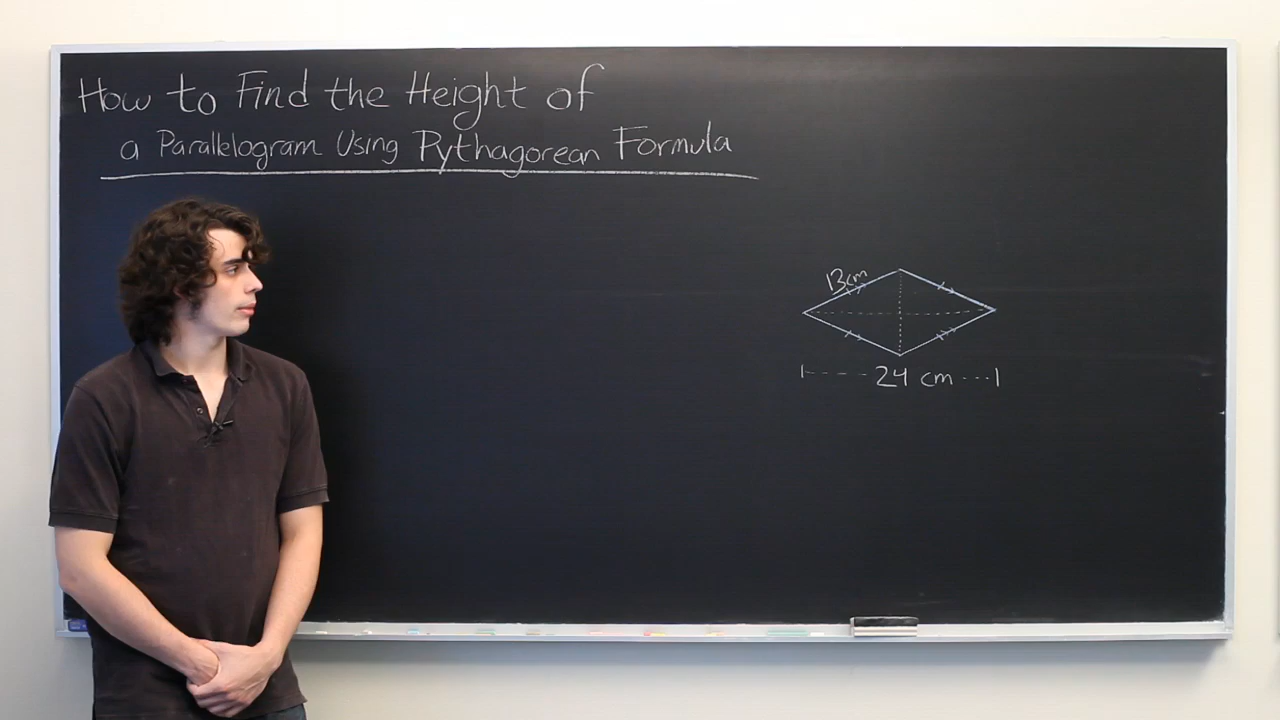 How to Find the Height of
a Parallelogram Using Pythagorean Formula
13cm
24 cm